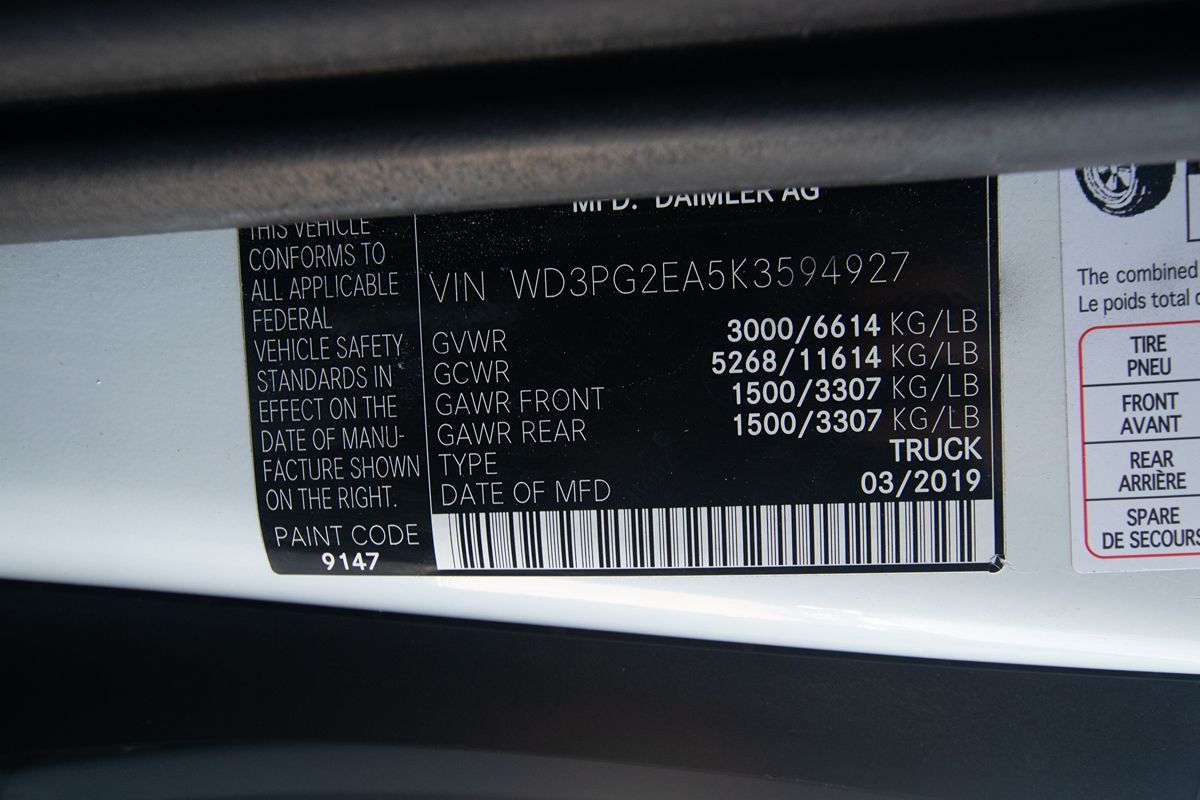 MFD. DAIMLER AG
THIS VEHICLE
CONFORMS TO
ALL APPLICABLE
FEDERAL
VEHICLE SAFETY
STANDARDS IN
EFFECT ON THE
DATE OF MANU-
FACTURE SHOWN
ON THE RIGHT.
PAINT CODE
9147
VIN WD3PG2EA5K3594927
GVWR 3000/6614 KG/LB
GCWR 5268/11614 KG/LB
GAWR FRONT 1500/3307 KG/LB
GAWR REAR 1500/3307 KG/LB
TYPE TRUCK
DATE OF MFD 03/2019
The combined
Le poids total
TIRE
PNEU
FRONT
AVANT
REAR
ARRIÈRE
SPARE
DE SECOURS